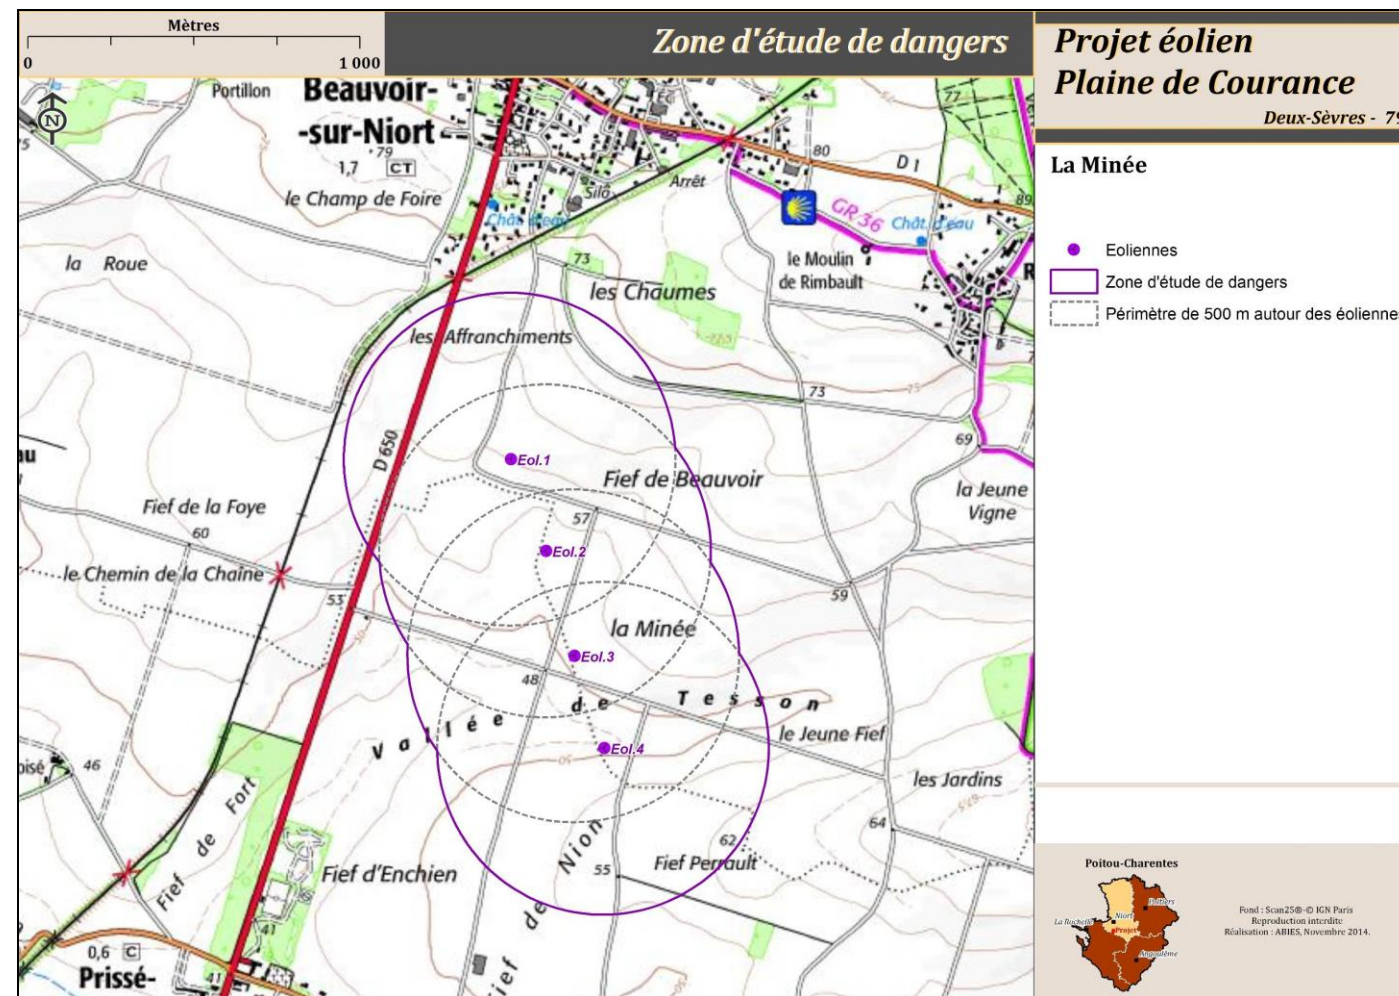 Mètres
0
1 000
Zone d'étude de dangers
Projet éolien
Plaine de Courance
Deux-Sèvres - 79
La Minée
Eoliennes
Zone d'étude de dangers
Périmètre de 500 m autour des éoliennes
N
Portillon
Beauvoir-
-sur-Niort
79
1,7 CT
le Champ de Foire
Silo
Arrêt
Chât. d'eau
80
D 1
77
89
GR 36
Chât. d'eau
le Moulin
de Rimbault
la Roue
73
les Chaumes
les Affranchiments
73
D 650
69
Eol.1
Fief de Beauvoir
la Jeune
Vigne
Fief de la Foye
60
57
Eol.2
le Chemin de la Chaîne
53
59
la Minée
Eol.3
48
Vallée de Tesson
le Jeune Fief
Eol.4
50
46
les Jardins
64
62
Fief de Fort
Fief d'Enchien
Nion
de
55
Fief Perrault
41
0,6 C
Prissé-
41
Poitou-Charentes
Poitiers
La Rochelle
Niort
Projet
Angoulême
Fond : Scan25®-© IGN Paris
Reproduction interdite
Réalisation : ABIES, Novembre 2014.